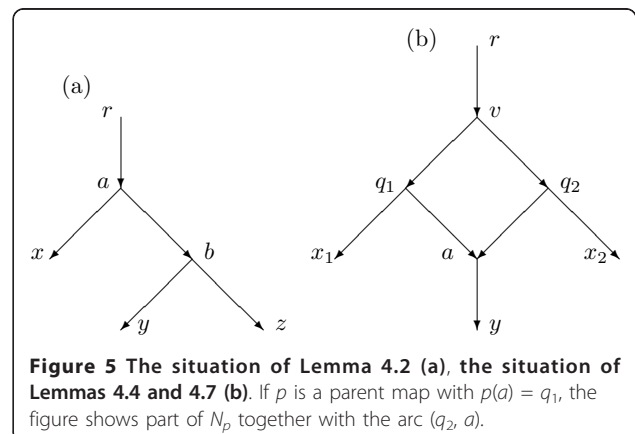 (a)
r
a
x
b
y
z
(b)
r
v
q1
q2
x1
a
x2
y
Figure 5 The situation of Lemma 4.2 (a), the situation of
Lemmas 4.4 and 4.7 (b). If p is a parent map with p(a) = q1, the
figure shows part of Np together with the arc (q2, a).